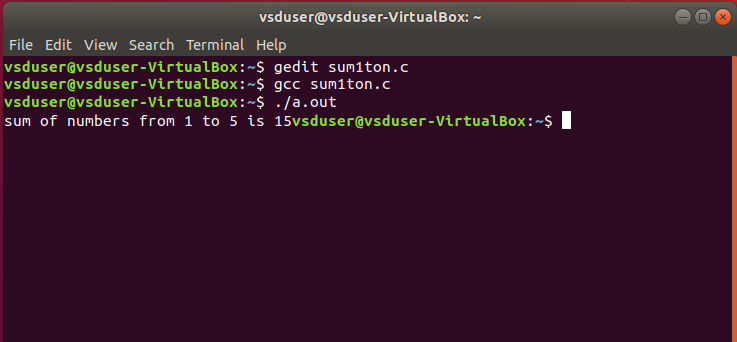 vsduser@vsduser-VirtualBox: ~
File Edit View Search Terminal Help
vsduser@vsduser-VirtualBox:~$ gedit sum1ton.c
vsduser@vsduser-VirtualBox:~$ gcc sum1ton.c
vsduser@vsduser-VirtualBox:~$ ./a.out
sum of numbers from 1 to 5 is 15vsduser@vsduser-VirtualBox:~$